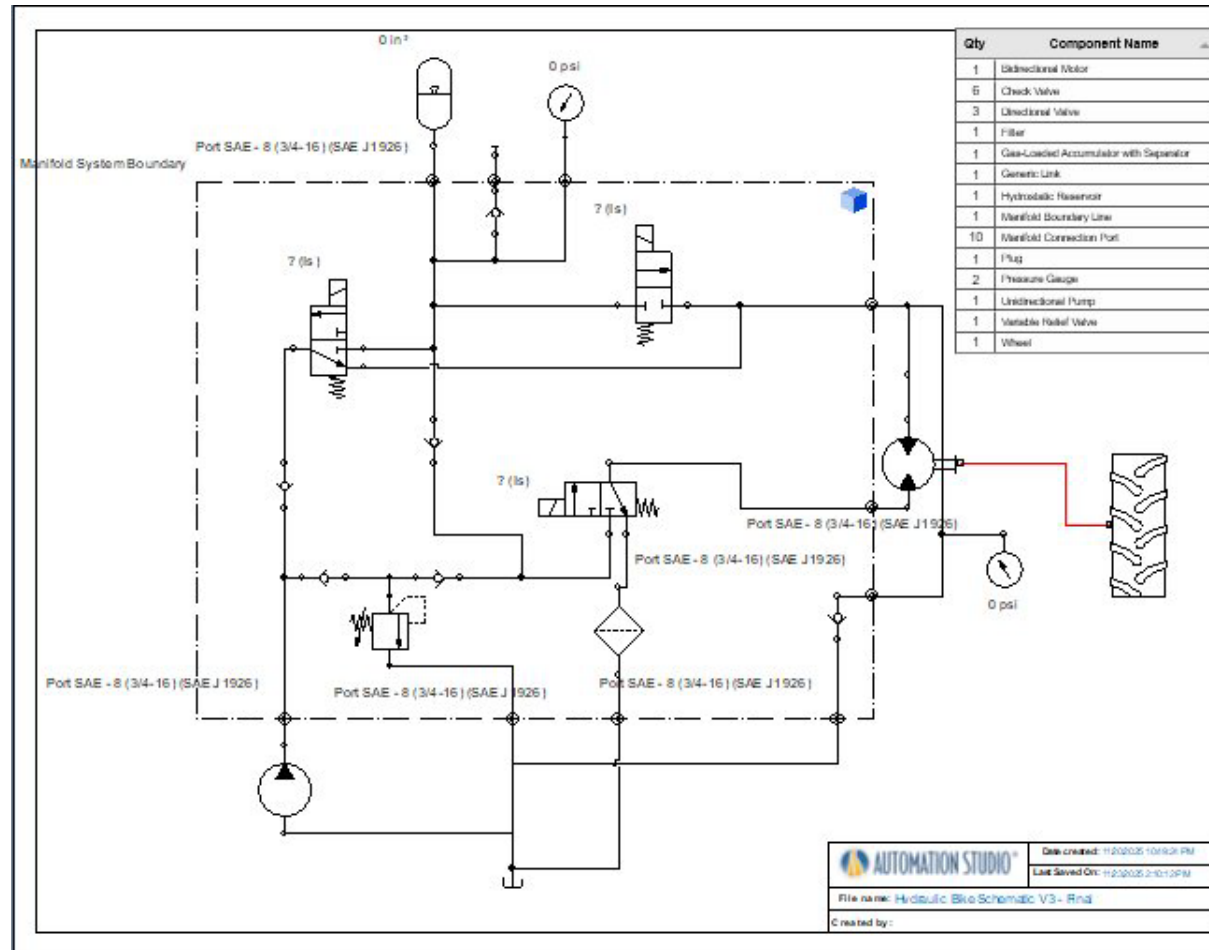 0 in³
0 psi
Port SAE - 8 (3/4-16) (SAE J1926)
Manifold System Boundary
? (ls)
? (ls)
? (ls)
Port SAE - 8 (3/4-16) (SAE J1926)
Port SAE - 8 (3/4-16) (SAE J1926)
0 psi
Port SAE - 8 (3/4-16) (SAE J1926)
Port SAE - 8 (3/4-16) (SAE J1926)
Port SAE - 8 (3/4-16) (SAE J1926)
Qty Component Name
1 Bidirectional Motor
6 Check Valve
3 Directional Valve
1 Filter
1 Gas-Loaded Accumulator with Separator
1 Generic Link
1 Hydrostatic Reservoir
1 Manifold Boundary Line
10 Manifold Connection Port
1 Plug
2 Pressure Gauge
1 Unidirectional Pump
1 Variable Relief Valve
1 Wheel
AUTOMATION STUDIO
Date created:
Last Saved On:
File name: Hydraulic Bike Schematic V3 - Final
Created by: